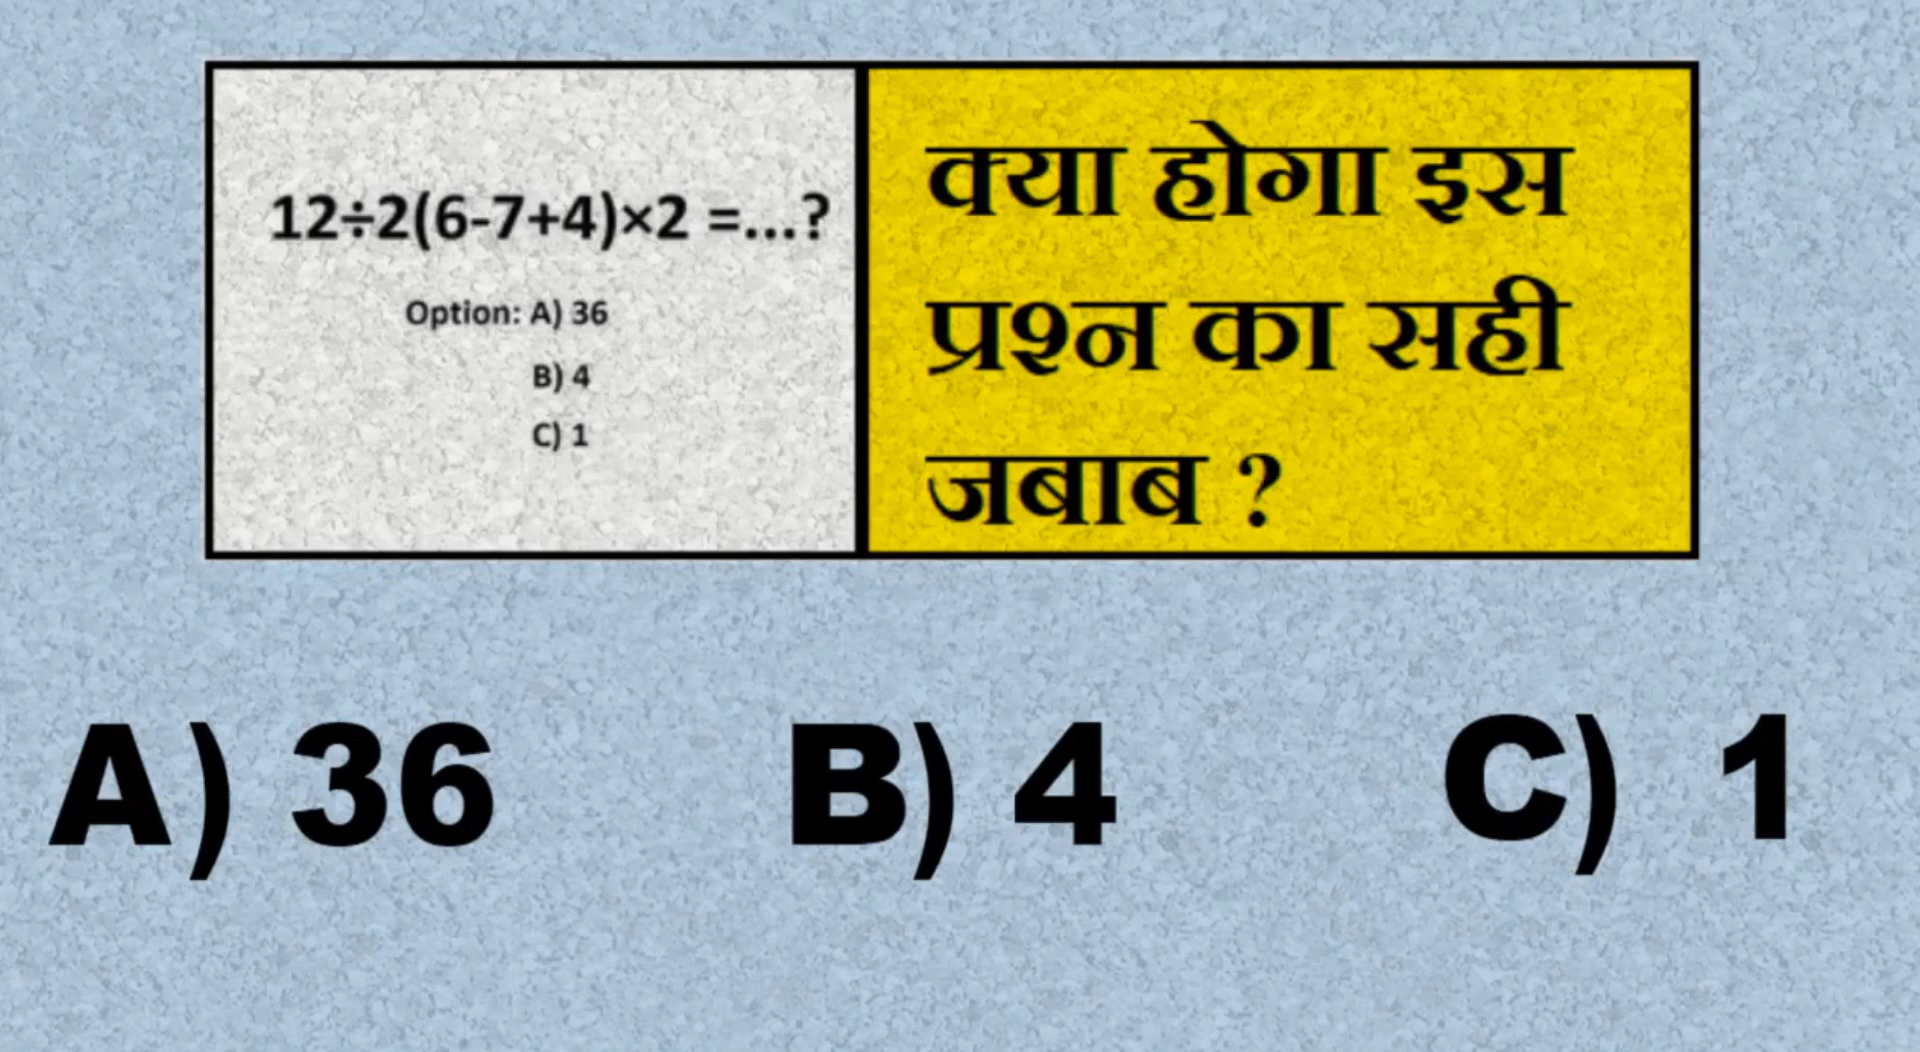 12÷2(6-7+4)×2 =...?
Option: A) 36
B) 4
C) 1
क्या होगा इस
प्रश्न का सही
जबाब ?
A) 36
B) 4
C) 1